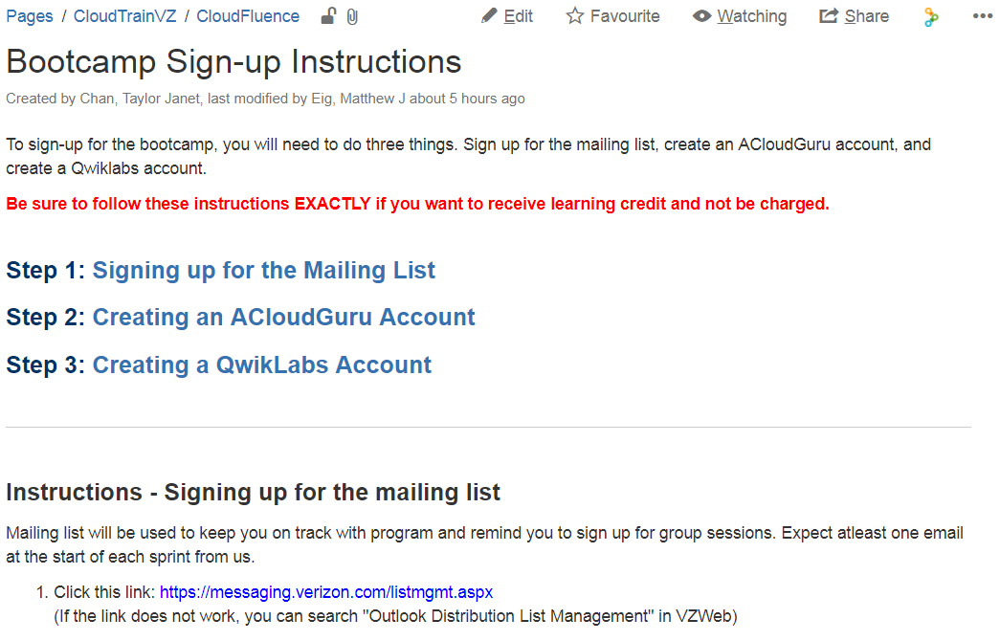 Pages / CloudTrainVZ / CloudFluence Edit Favourite Watching Share
Bootcamp Sign-up Instructions
Created by Chan, Taylor Janet, last modified by Eig, Matthew J about 5 hours ago
To sign-up for the bootcamp, you will need to do three things. Sign up for the mailing list, create an ACloudGuru account, and
create a Qwiklabs account.
Be sure to follow these instructions EXACTLY if you want to receive learning credit and not be charged.
Step 1: Signing up for the Mailing List
Step 2: Creating an ACloudGuru Account
Step 3: Creating a QwikLabs Account
Instructions - Signing up for the mailing list
Mailing list will be used to keep you on track with program and remind you to sign up for group sessions. Expect atleast one email
at the start of each sprint from us.
1. Click this link: https://messaging.verizon.com/listmgmt.aspx
(If the link does not work, you can search "Outlook Distribution List Management" in VZWeb)